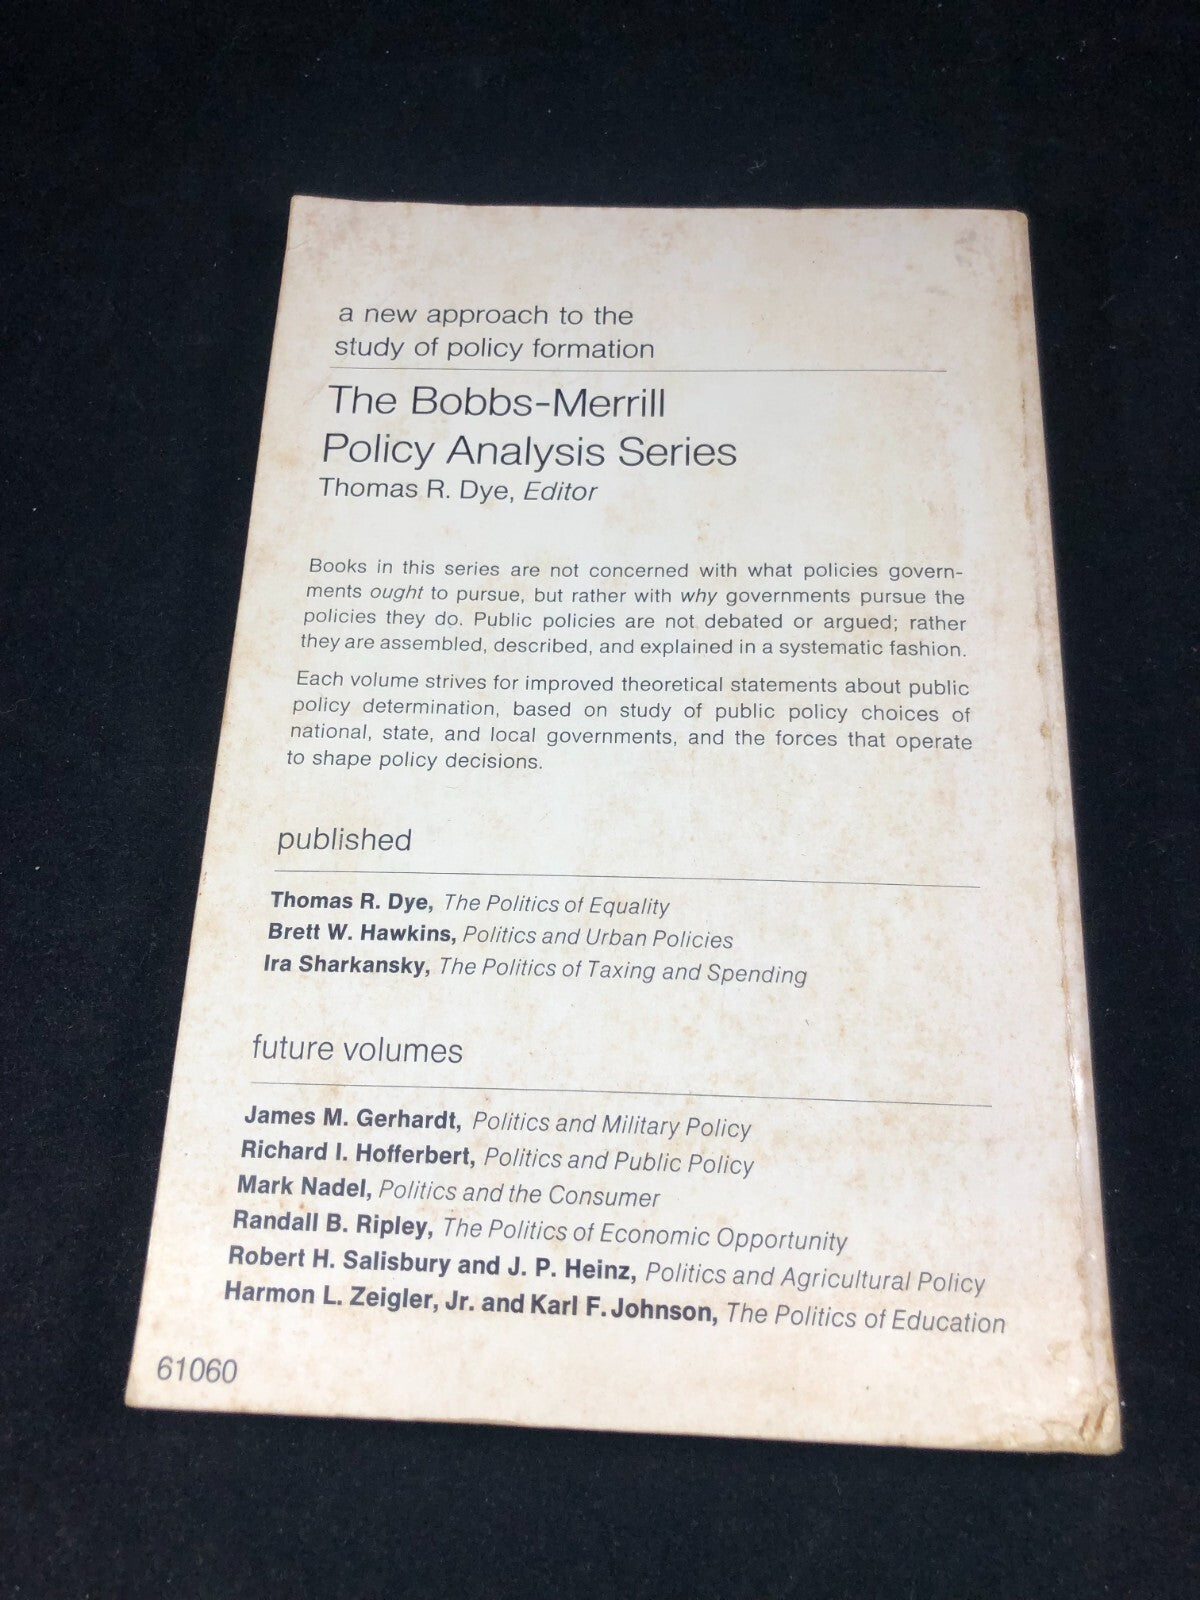 a new approach to the
study of policy formation
The Bobbs-Merrill
Policy Analysis Series
Thomas R. Dye, Editor
Books in this series are not concerned with what policies govern-
ments ought to pursue, but rather with why governments pursue the
policies they do. Public policies are not debated or argued; rather
they are assembled, described, and explained in a systematic fashion.
Each volume strives for improved theoretical statements about public
policy determination, based on study of public policy choices of
national, state, and local governments, and the forces that operate
to shape policy decisions.
published
Thomas R. Dye, The Politics of Equality
Brett W. Hawkins, Politics and Urban Policies
Ira Sharkansky, The Politics of Taxing and Spending
future volumes
James M. Gerhardt, Politics and Military Policy
Richard I. Hofferbert, Politics and Public Policy
Mark Nadel, Politics and the Consumer
Randall B. Ripley, The Politics of Economic Opportunity
Robert H. Salisbury and J. P. Heinz, Politics and Agricultural Policy
Harmon L. Zeigler, Jr. and Karl F. Johnson, The Politics of Education
61060